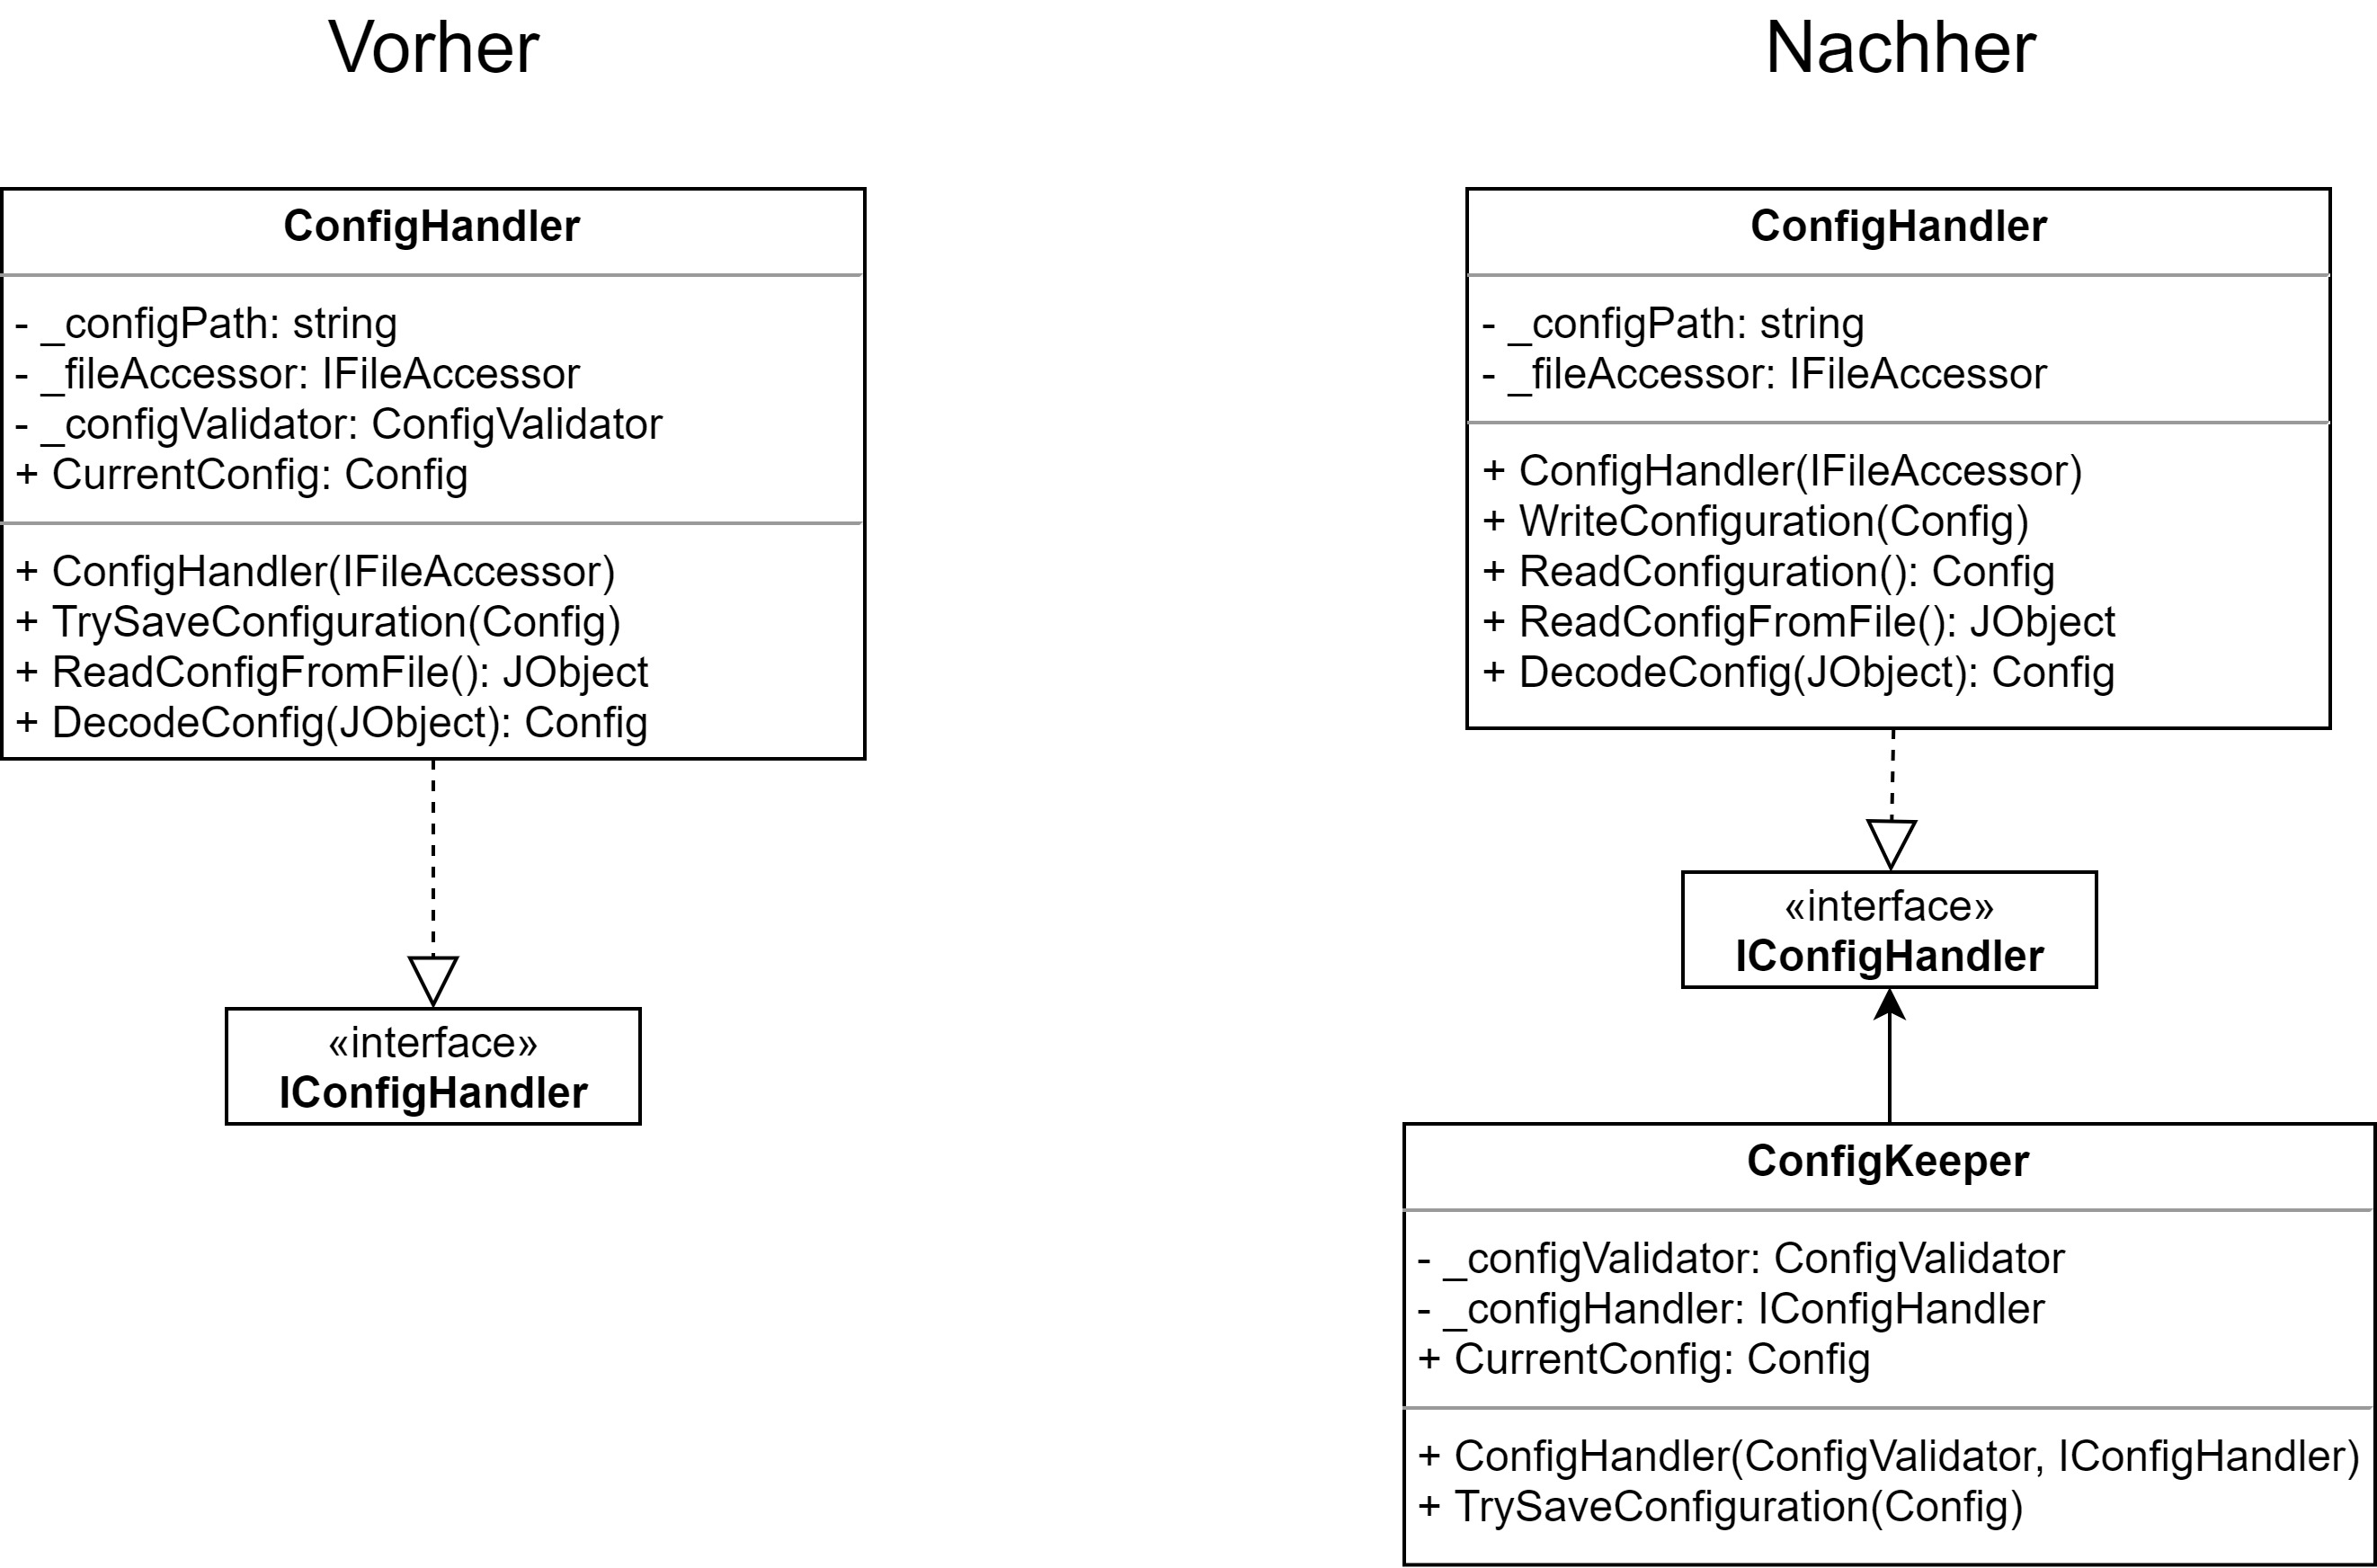 Vorher
ConfigHandler
- _configPath: string
- _fileAccessor: IFileAccessor
- _configValidator: ConfigValidator
+ CurrentConfig: Config
+ ConfigHandler(IFileAccessor)
+ TrySaveConfiguration(Config)
+ ReadConfigFromFile(): JObject
+ DecodeConfig(JObject): Config
«interface»
IConfigHandler
Nachher
ConfigHandler
- _configPath: string
- _fileAccessor: IFileAccessor
+ ConfigHandler(IFileAccessor)
+ WriteConfiguration(Config)
+ ReadConfiguration(): Config
+ ReadConfigFromFile(): JObject
+ DecodeConfig(JObject): Config
«interface»
IConfigHandler
ConfigKeeper
- _configValidator: ConfigValidator
- _configHandler: IConfigHandler
+ CurrentConfig: Config
+ ConfigHandler(ConfigValidator, IConfigHandler)
+ TrySaveConfiguration(Config)